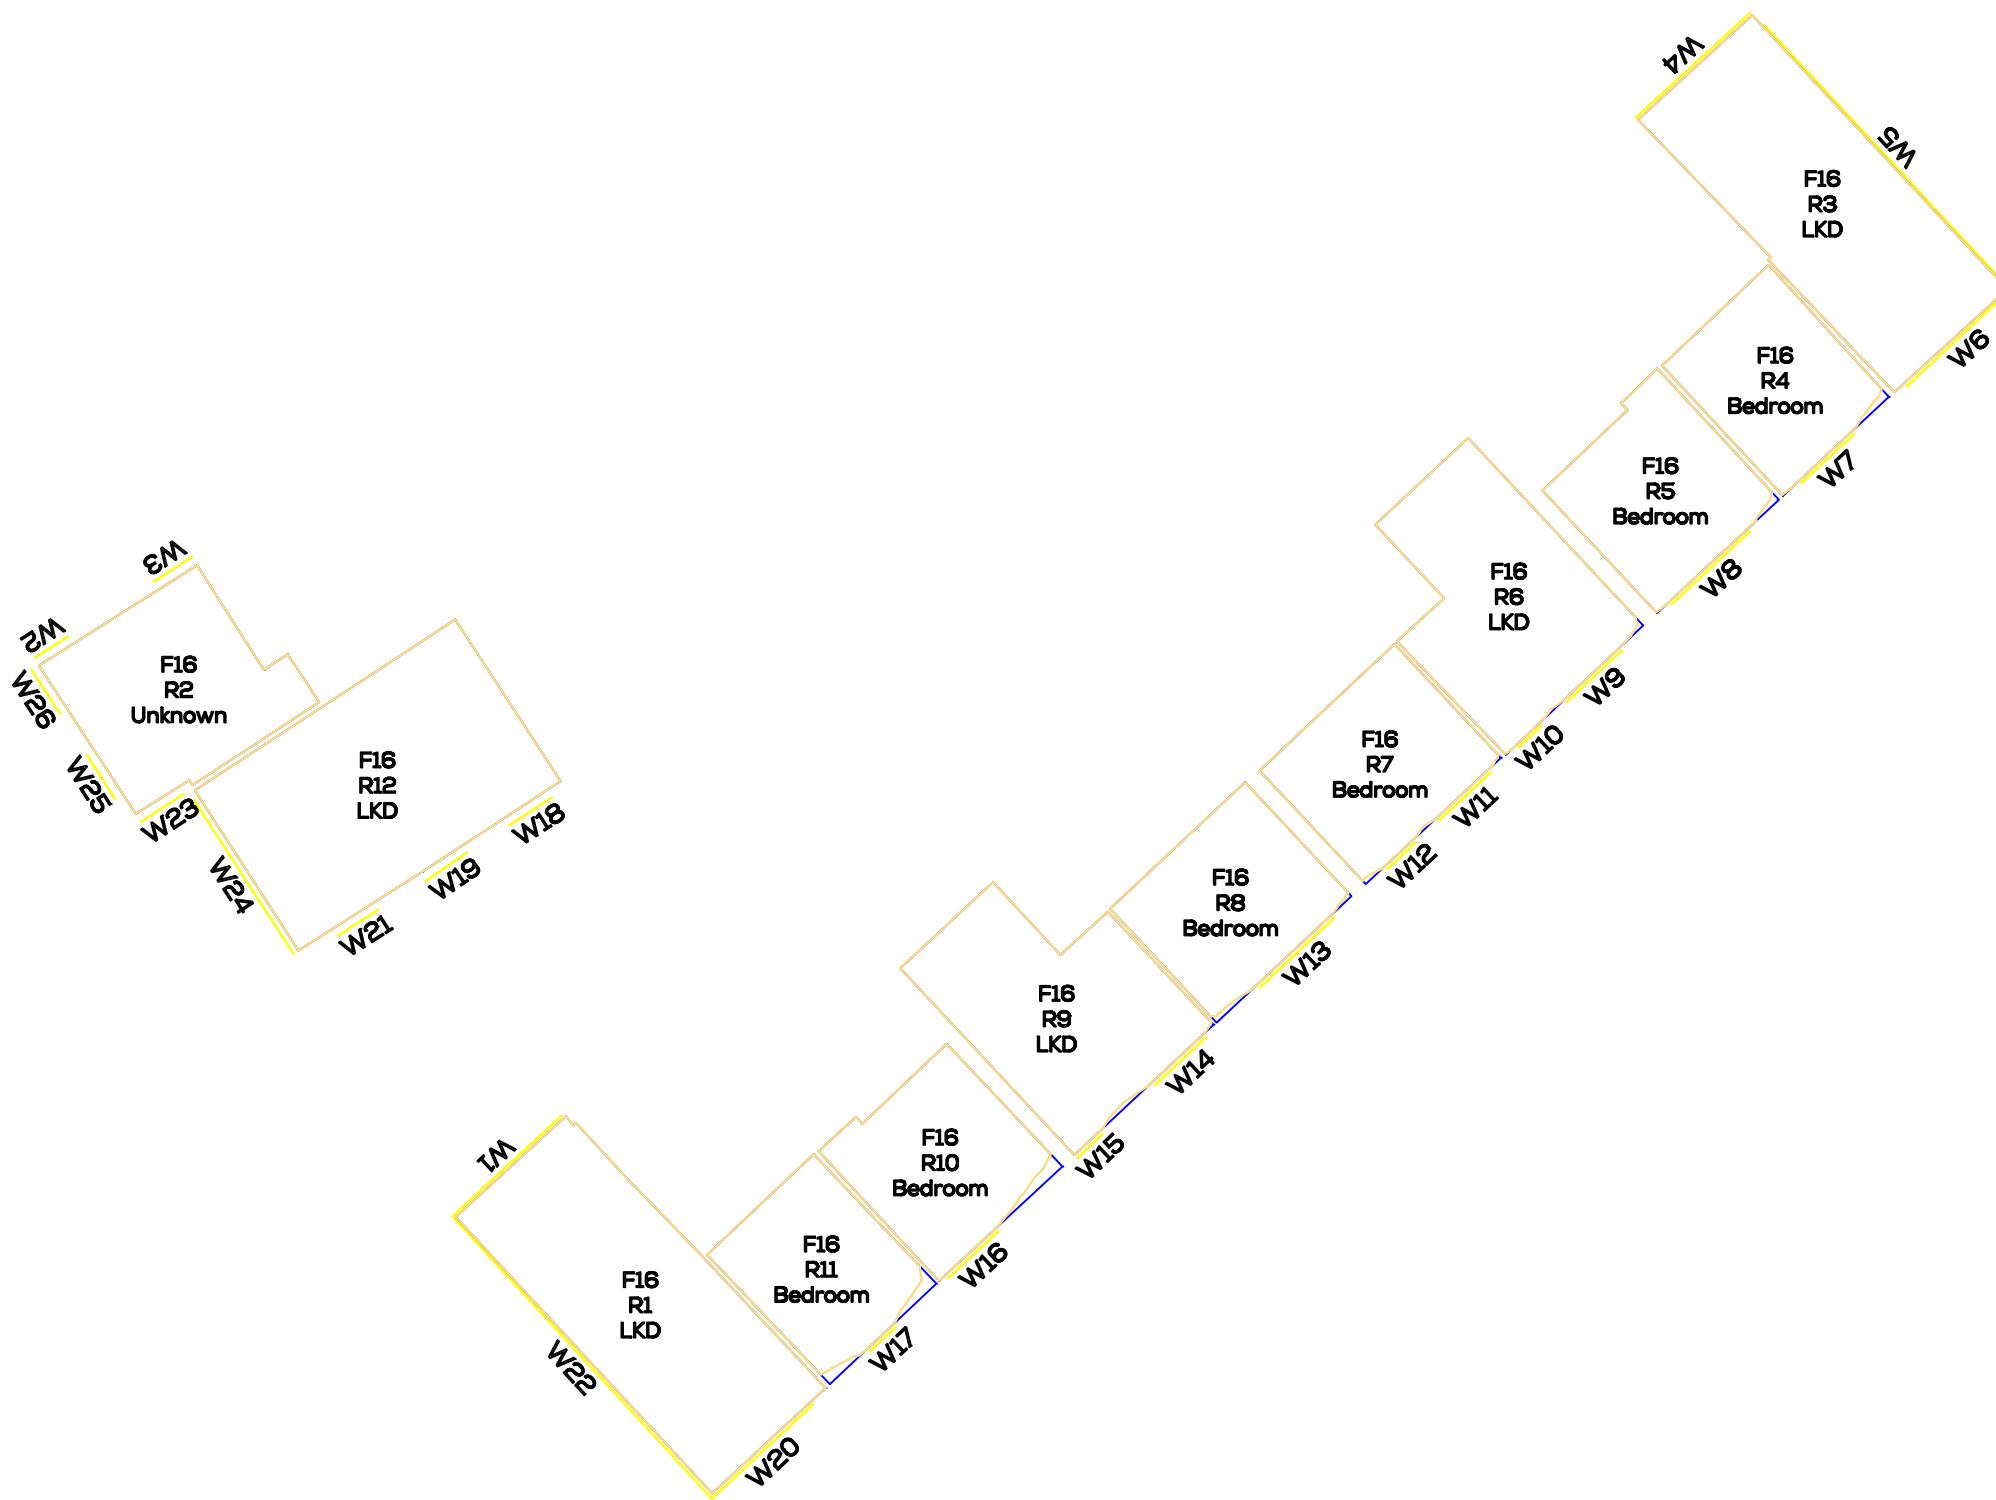 W4
W5
F16
R3
LKD
W6
F16
R4
Bedroom
W7
F16
R5
Bedroom
W8
F16
R6
LKD
W9
W10
F16
R7
Bedroom
W11
W12
F16
R8
Bedroom
W13
F16
R9
LKD
W14
W15
F16
R10
Bedroom
W16
F16
R11
Bedroom
W17
W1
F16
R1
LKD
W22
W20
W3
W2
F16
R2
Unknown
W26
W25
W23
F16
R12
LKD
W18
W19
W21
W24